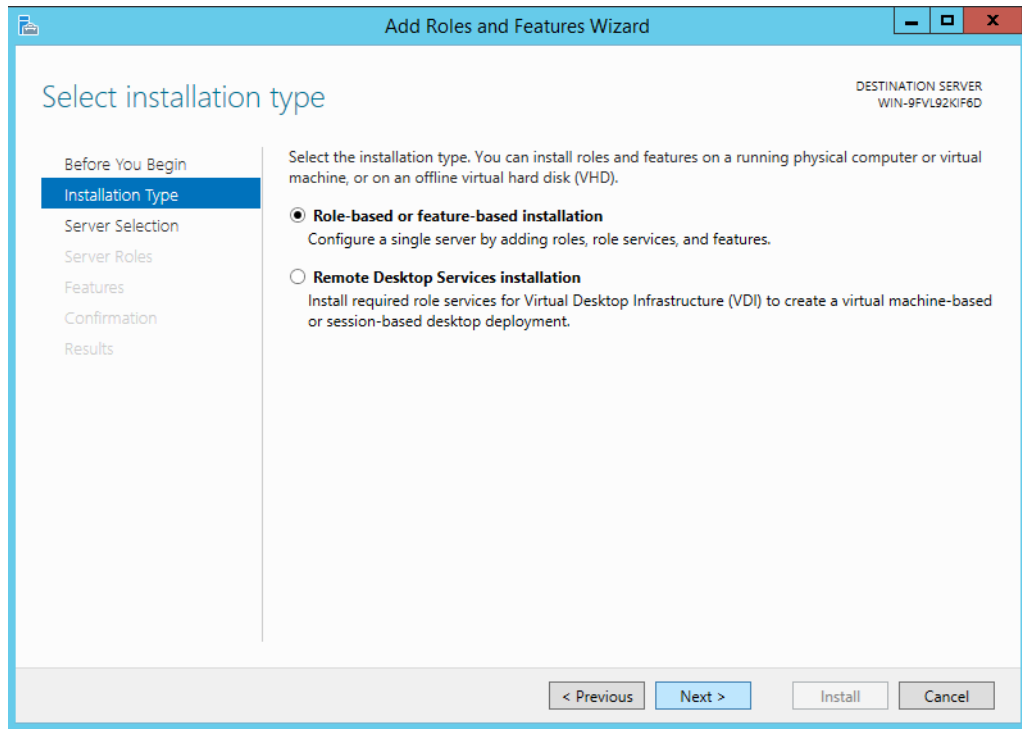 Add Roles and Features Wizard
Select installation type
DESTINATION SERVER
WIN-9FVL92KIF6D
Before You Begin
Installation Type
Server Selection
Server Roles
Features
Confirmation
Results
Select the installation type. You can install roles and features on a running physical computer or virtual
machine, or on an offline virtual hard disk (VHD).
Role-based or feature-based installation
Configure a single server by adding roles, role services, and features.
Remote Desktop Services installation
Install required role services for Virtual Desktop Infrastructure (VDI) to create a virtual machine-based
or session-based desktop deployment.
< Previous
Next >
Install
Cancel